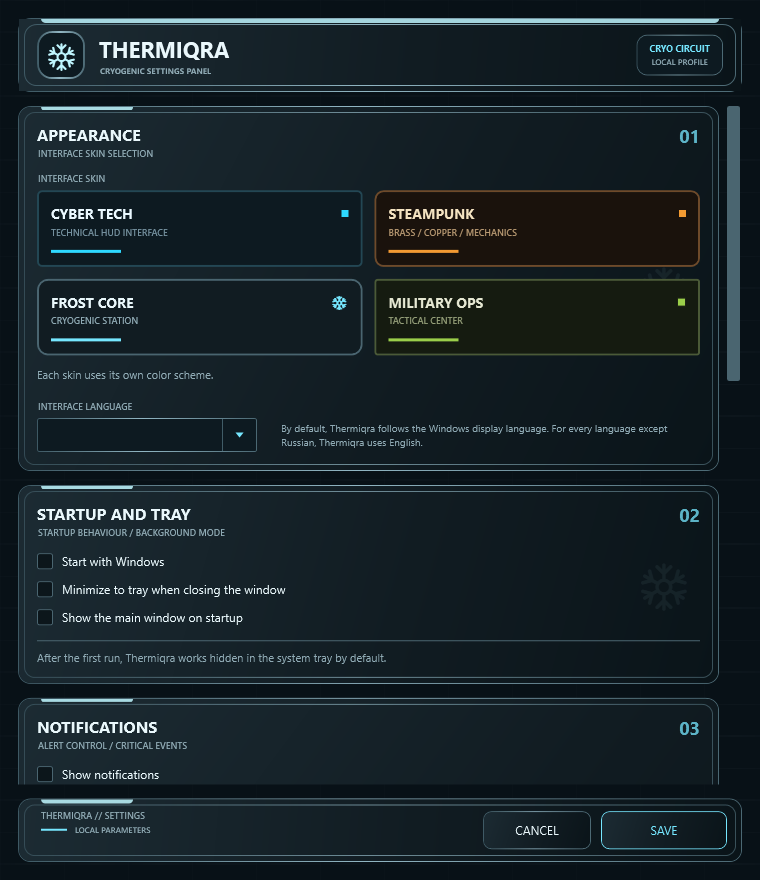 THERMIQRA
CRYOGENIC SETTINGS PANEL
CRYO CIRCUIT
LOCAL PROFILE
APPEARANCE
01
INTERFACE SKIN SELECTION
INTERFACE SKIN
CYBER TECH
TECHNICAL HUD INTERFACE
STEAMPUNK
BRASS / COPPER / MECHANICS
FROST CORE
CRYOGENIC STATION
MILITARY OPS
TACTICAL CENTER
Each skin uses its own color scheme.
INTERFACE LANGUAGE
By default, Thermiqra follows the Windows display language. For every language except
Russian, Thermiqra uses English.
STARTUP AND TRAY
02
STARTUP BEHAVIOUR / BACKGROUND MODE
Start with Windows
Minimize to tray when closing the window
Show the main window on startup
After the first run, Thermiqra works hidden in the system tray by default.
NOTIFICATIONS
03
ALERT CONTROL / CRITICAL EVENTS
Show notifications
THERMIQRA // SETTINGS
LOCAL PARAMETERS
CANCEL
SAVE